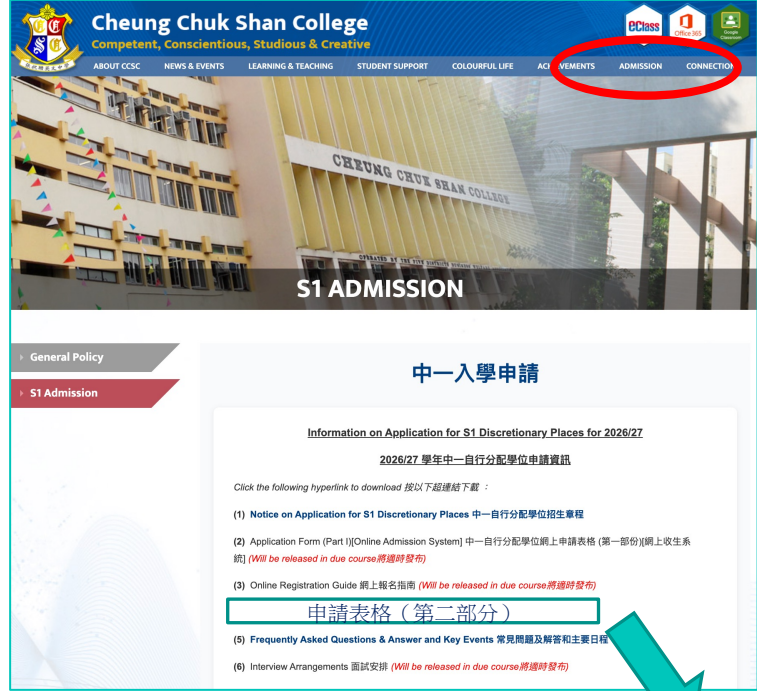 Cheung Chuk Shan College
Competent, Conscientious, Studious & Creative
eClass
Office 365
Google Classroom
ABOUT CCSC NEWS & EVENTS LEARNING & TEACHING STUDENT SUPPORT COLOURFUL LIFE ACHIEVEMENTS ADMISSION CONNECTION
CHEUNG CHUK SHAN COLLEGE
S1 ADMISSION
General Policy
S1 Admission
中一入學申請
Information on Application for S1 Discretionary Places for 2026/27
2026/27 學年中一自行分配學位申請資訊
Click the following hyperlink to download 按以下超連結下載 ：
(1) Notice on Application for S1 Discretionary Places 中一自行分配學位招生章程
(2) Application Form (Part I)[Online Admission System] 中一自行分配學位網上申請表格 (第一部份)[網上收生系
統] (Will be released in due course將適時發布)
(3) Online Registration Guide 網上報名指南 (Will be released in due course將適時發布)
申請表格（第二部分）
(5) Frequently Asked Questions & Answer and Key Events 常見問題及解答和主要日程
(6) Interview Arrangements 面試安排 (Will be released in due course將適時發布)